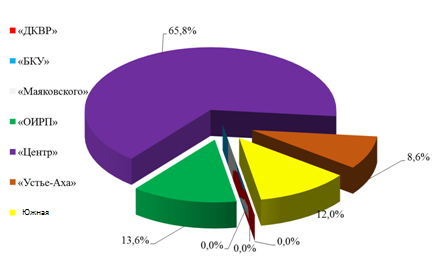 «ДКВР»
«БКУ»
«Маяковского»
«ОИРП»
«Центр»
«Устье-Аха»
Южная
65,8%
8,6%
12,0%
0,0%
0,0%
0,0%
13,6%